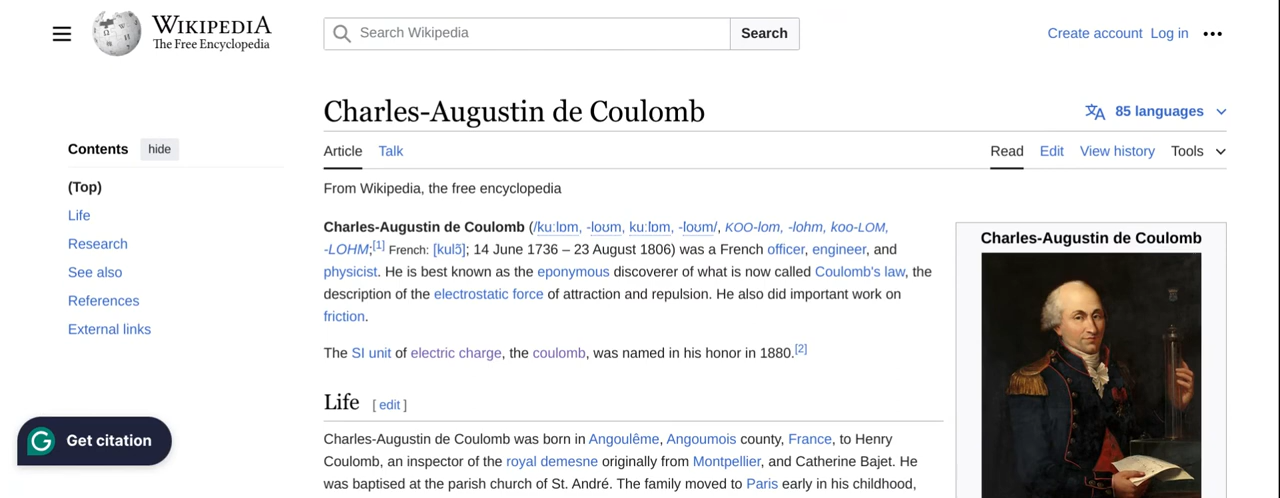 WIKIPEDIA
The Free Encyclopedia
Search Wikipedia
Search
Create account Log in
Charles-Augustin de Coulomb
85 languages
Contents hide
Article Talk
Read Edit View history Tools
(Top)
Life
Research
See also
References
External links
From Wikipedia, the free encyclopedia
Charles-Augustin de Coulomb (/ˈkuːlɒm, -loʊm, kuːˈlɒm, -ˈloʊm/, KOO-lom, -lohm, koo-LOM,
-LOHM;[1] French: [kulɔ̃]; 14 June 1736 – 23 August 1806) was a French officer, engineer, and
physicist. He is best known as the eponymous discoverer of what is now called Coulomb's law, the
description of the electrostatic force of attraction and repulsion. He also did important work on
friction.
The SI unit of electric charge, the coulomb, was named in his honor in 1880.[2]
Life [ edit ]
Charles-Augustin de Coulomb was born in Angoulême, Angoumois county, France, to Henry
Coulomb, an inspector of the royal demesne originally from Montpellier, and Catherine Bajet. He
was baptised at the parish church of St. André. The family moved to Paris early in his childhood,
Charles-Augustin de Coulomb
Get citation